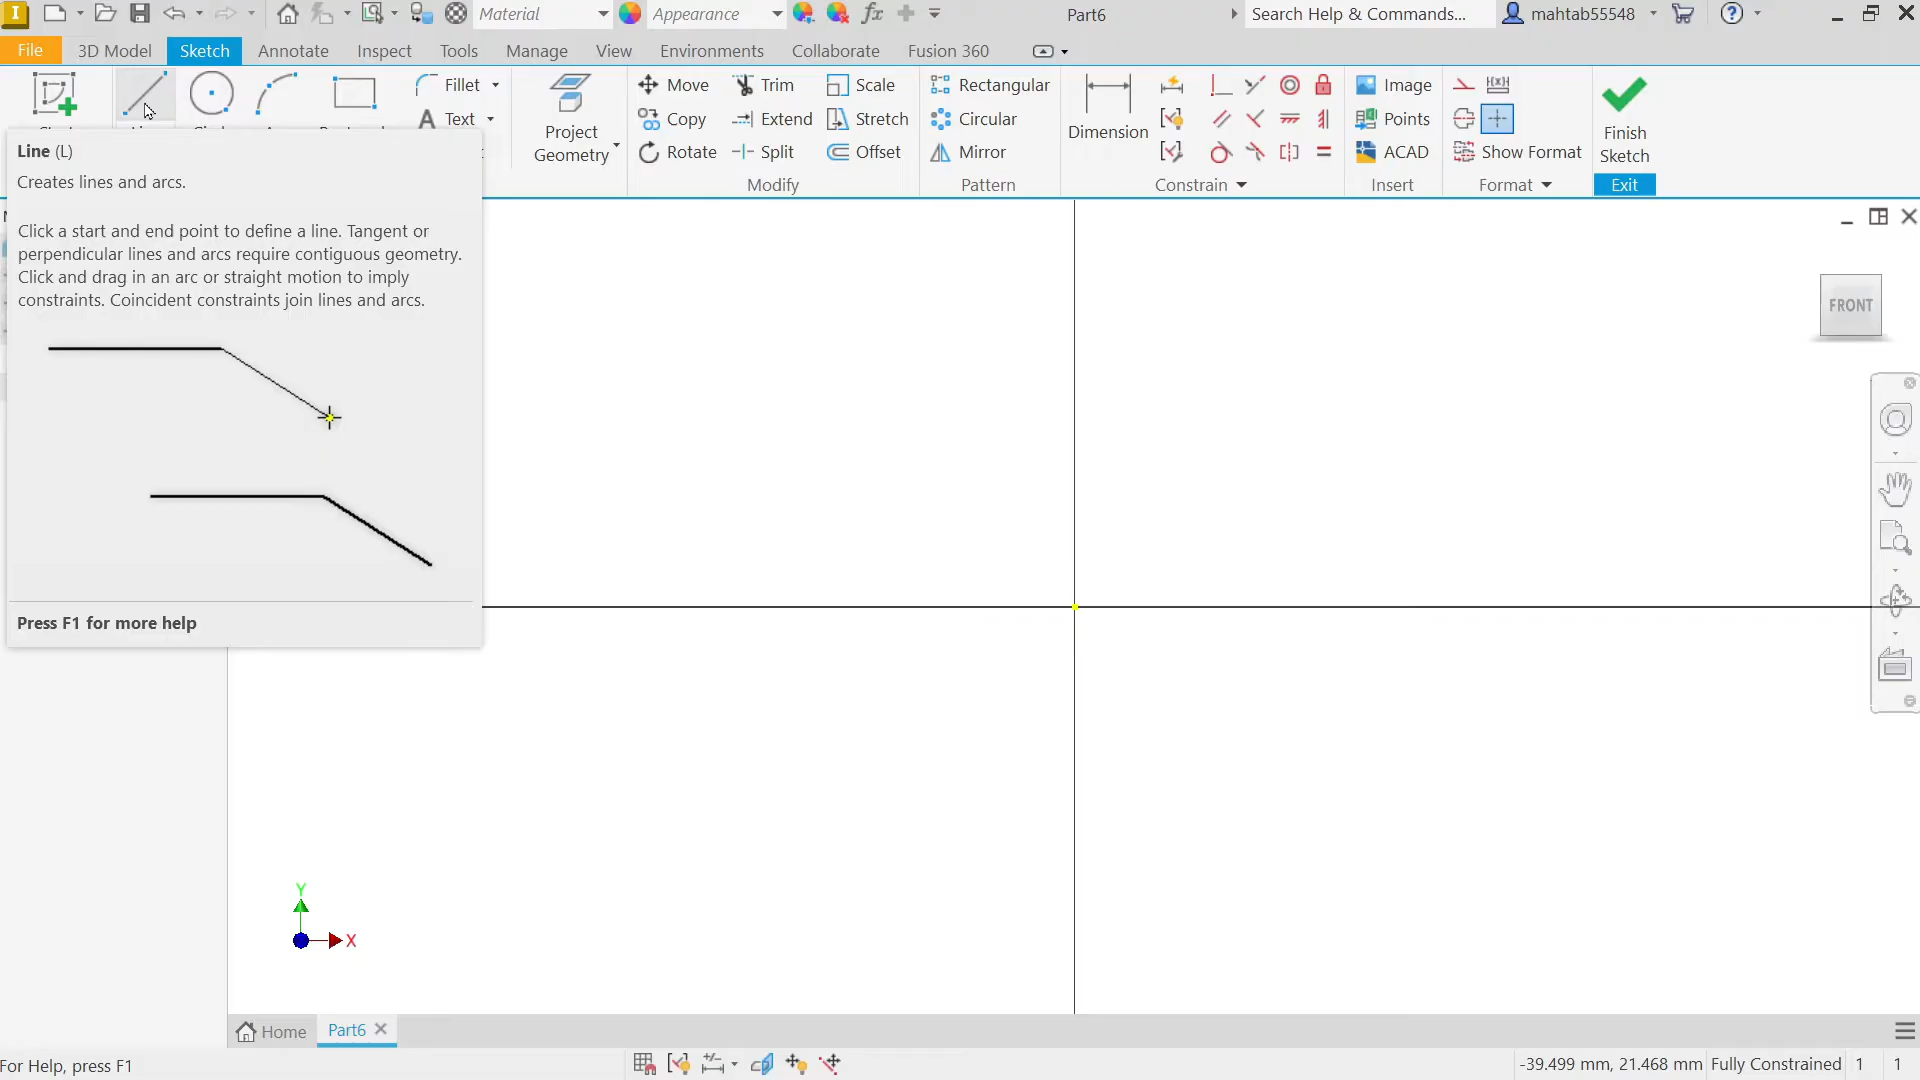 I
Material
Appearance
fx
Part6
Search Help & Commands...
mahtab55548
File
3D Model
Sketch
Annotate
Inspect
Tools
Manage
View
Environments
Collaborate
Fusion 360
Fillet
A Text
Project
Geometry
Move
Copy
Rotate
Trim
Extend
Split
Scale
Stretch
Offset
Modify
Rectangular
Circular
Mirror
Pattern
Dimension
Constrain
Image
Points
ACAD
Insert
Show Format
Format
Finish
Sketch
Exit
Line (L)
Creates lines and arcs.
Click a start and end point to define a line. Tangent or
perpendicular lines and arcs require contiguous geometry.
Click and drag in an arc or straight motion to imply
constraints. Coincident constraints join lines and arcs.
Press F1 for more help
FRONT
Y
X
Home
Part6
For Help, press F1
-39.499 mm, 21.468 mm
Fully Constrained
1
1